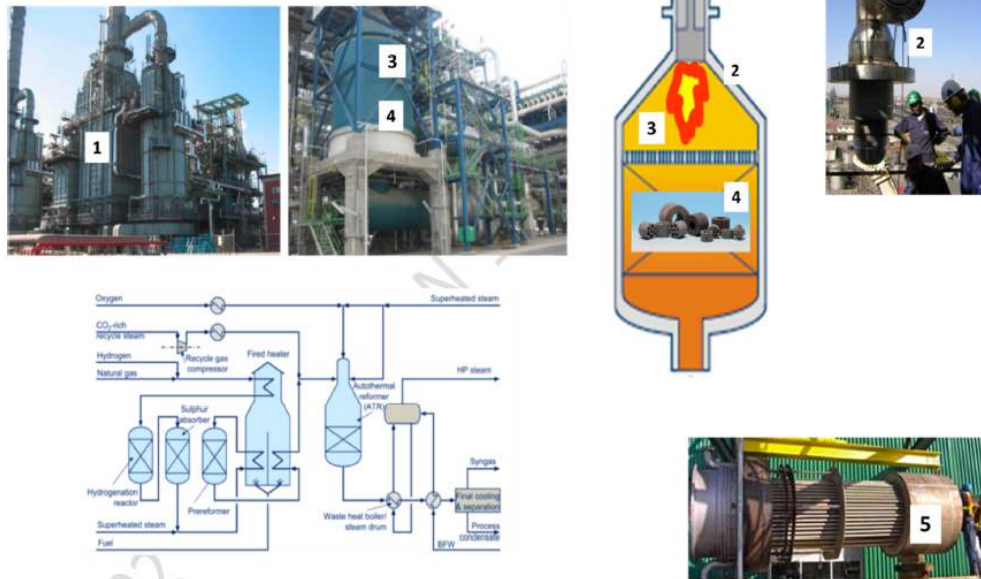 1
3
4
2
3
4
2
Oxygen
Superheated steam
CO₂-rich
recycle steam
Recycle gas
compressor
Hydrogen
Natural gas
Fired heater
Autothermal
reformer
(ATR)
HP steam
Sulphur
absorber
Hydrogenation
reactor
Prereformer
Superheated steam
Fuel
Waste heat boiler/
steam drum
BFW
Syngas
Final cooling
& separation
Process
condensate
5